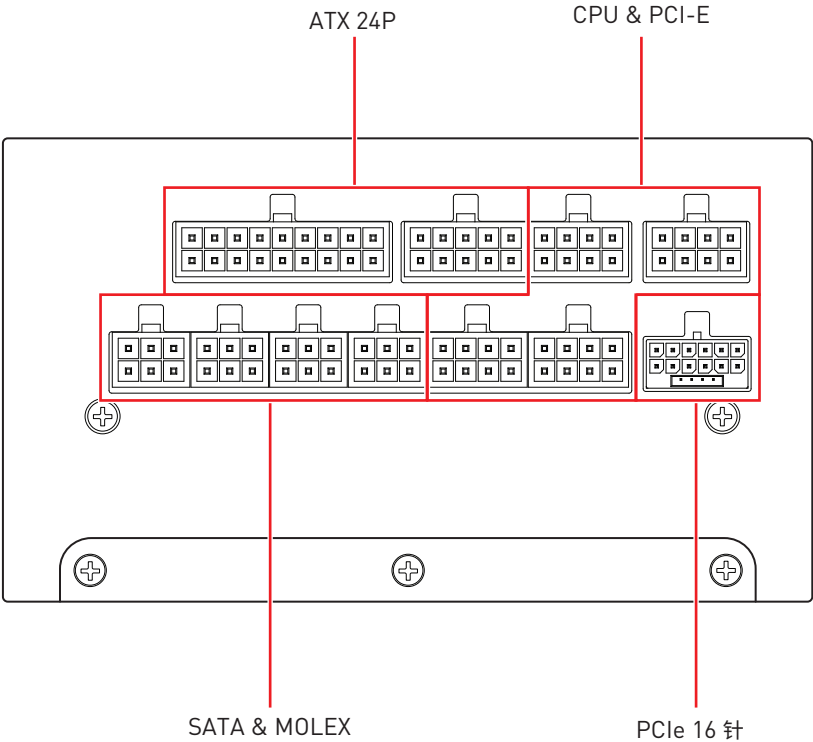 ATX 24P
CPU & PCI-E
SATA & MOLEX
PCIe 16 针